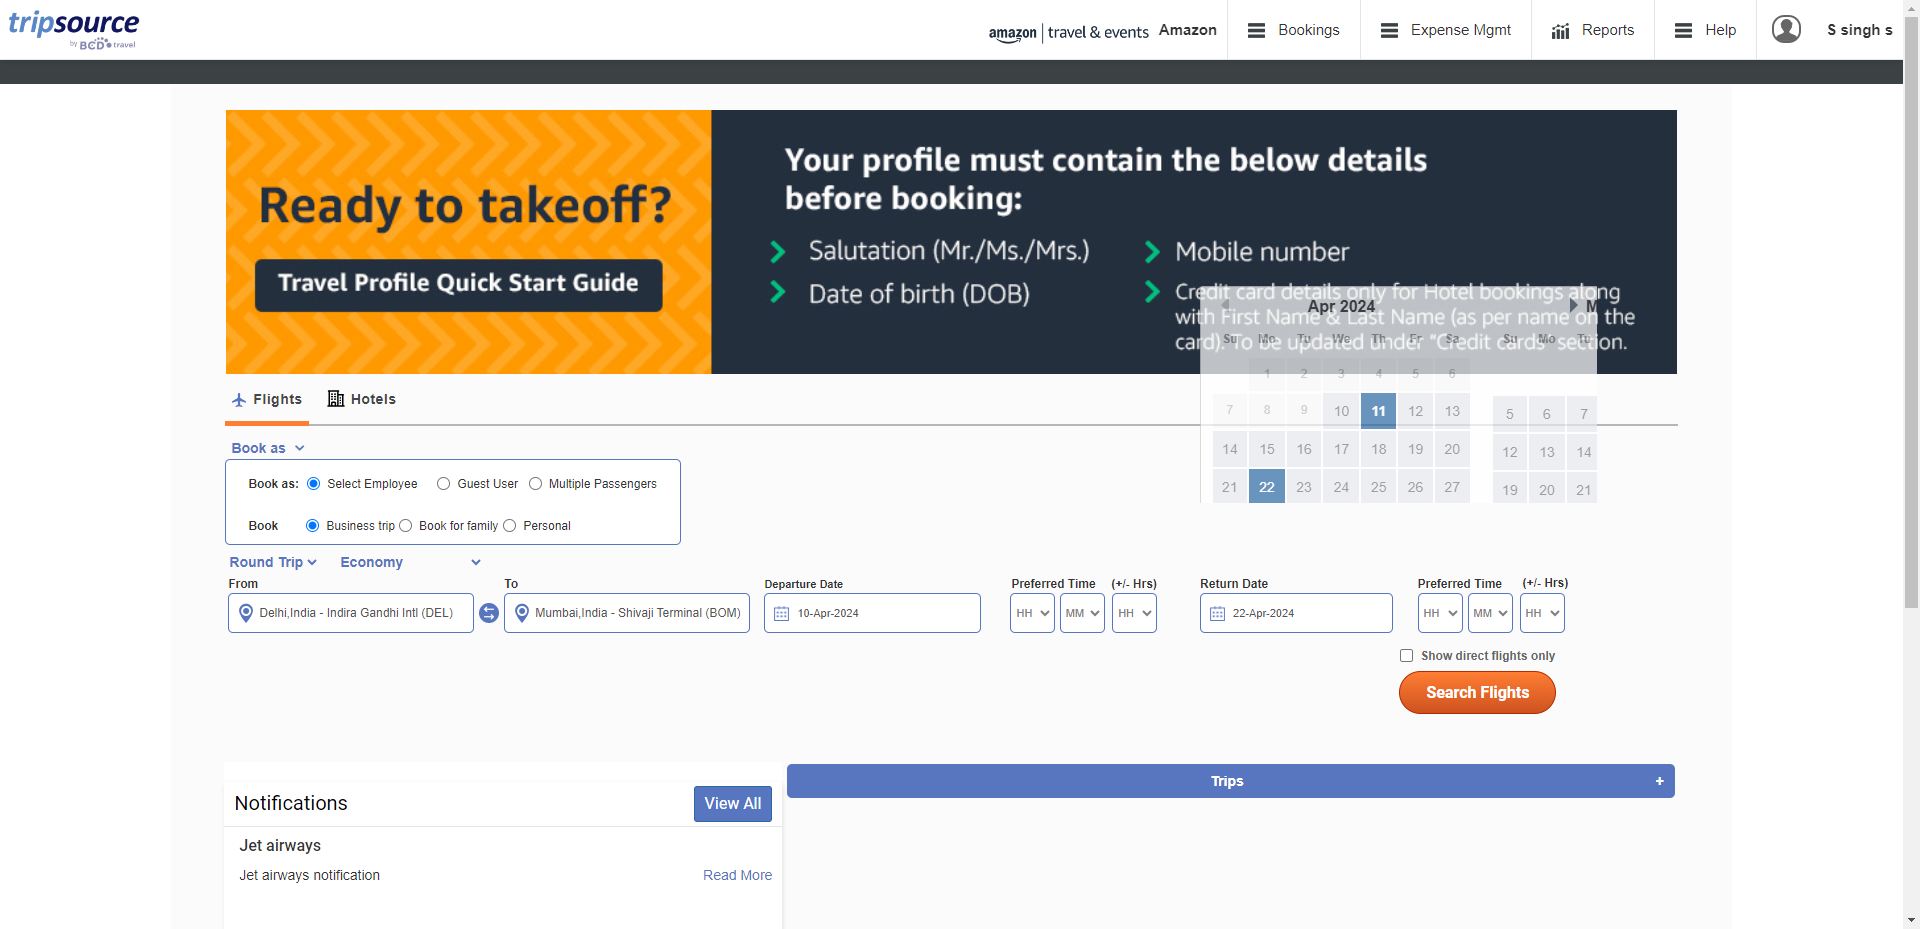 tripsource
by BCD travel
amazon | travel & events Amazon
Bookings
Expense Mgmt
Reports
Help
S singh s
Ready to takeoff?
Travel Profile Quick Start Guide
Your profile must contain the below details
before booking:
Salutation (Mr./Ms./Mrs.)
Date of birth (DOB)
Mobile number
Credit card details only for Hotel bookings along
with First Name & Last Name (as per name on the
card). To be updated under “Credit cards” section.
Apr 2024 M
Su Mo Tu We Th Fr Sa Su Mo Tu
1 2 3 4 5 6
7 8 9 10 11 12 13 5 6 7
14 15 16 17 18 19 20 12 13 14
21 22 23 24 25 26 27 19 20 21
Flights Hotels
Book as
Book as: Select Employee Guest User Multiple Passengers
Book Business trip Book for family Personal
Round Trip Economy
From To Departure Date Preferred Time (+/- Hrs) Return Date Preferred Time (+/- Hrs)
Delhi,India - Indira Gandhi Intl (DEL) Mumbai,India - Shivaji Terminal (BOM) 10-Apr-2024 HH MM HH 22-Apr-2024 HH MM HH
Show direct flights only
Search Flights
Trips +
Notifications View All
Jet airways
Jet airways notification Read More